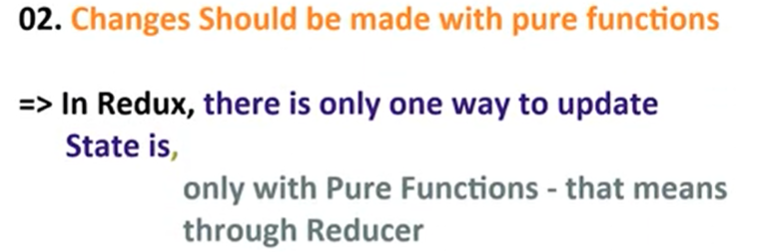 02. Changes Should be made with pure functions
=> In Redux, there is only one way to update
State is,
only with Pure Functions - that means
through Reducer